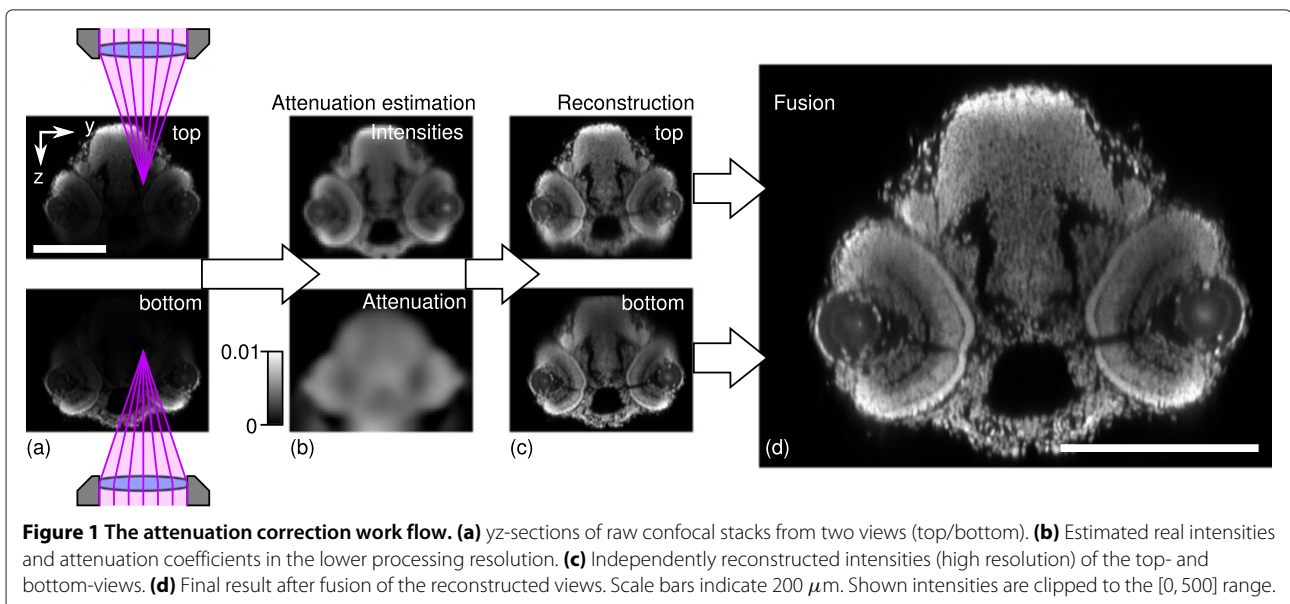 Attenuation estimation
Reconstruction
y
z
top
Intensities
top
Fusion
bottom
Attenuation
bottom
0.01
0
(a)
(b)
(c)
(d)
Figure 1 The attenuation correction work flow. (a) yz-sections of raw confocal stacks from two views (top/bottom). (b) Estimated real intensities
and attenuation coefficients in the lower processing resolution. (c) Independently reconstructed intensities (high resolution) of the top- and
bottom-views. (d) Final result after fusion of the reconstructed views. Scale bars indicate 200 μm. Shown intensities are clipped to the [0, 500] range.